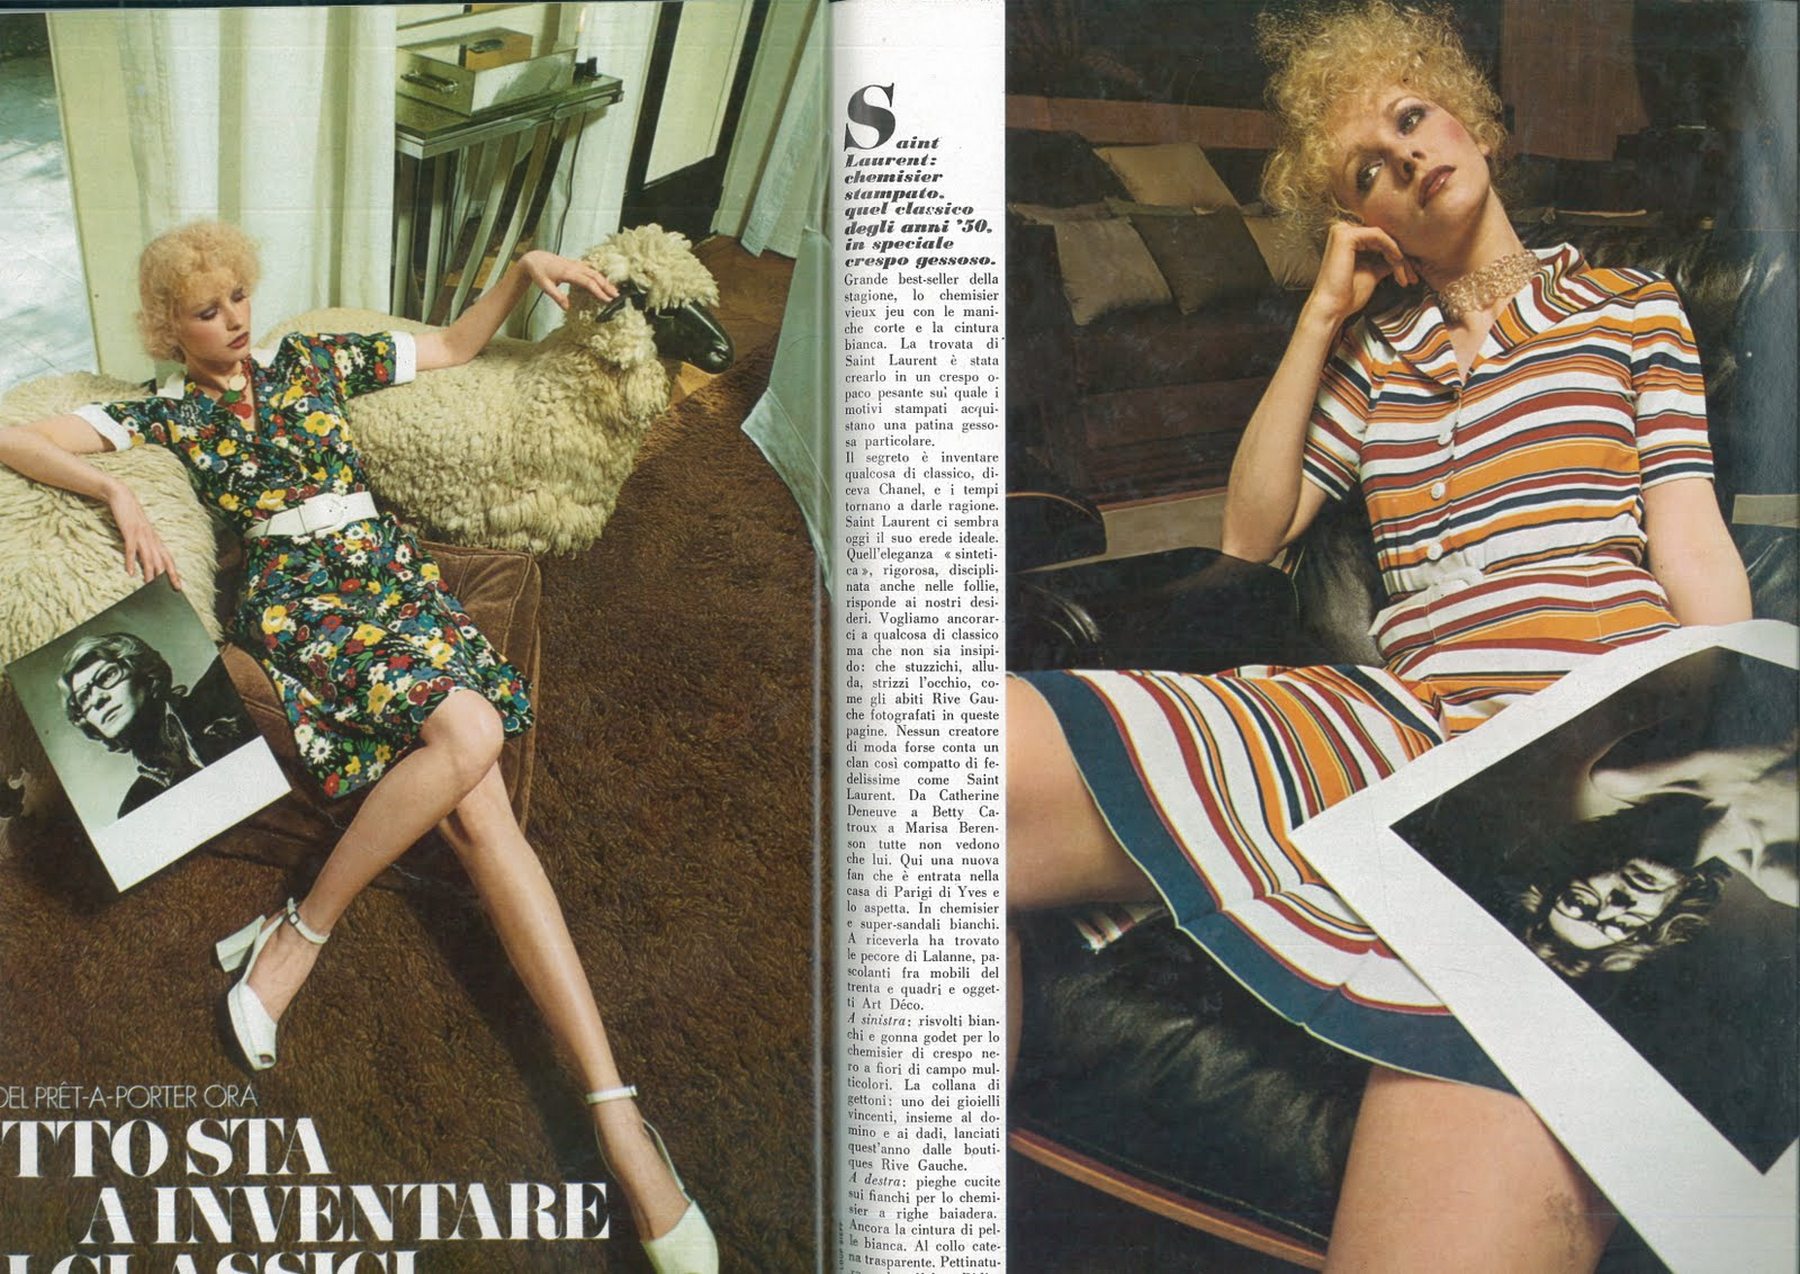 Saint
Laurent:
chemisier
stampato.
quel classico
degli anni '50,
in speciale
crespo gessoso.
Grande best-seller della
stagione, lo chemisier
vieux jeu con le mani-
che corte e la cintura
bianca. La trovata di
Saint Laurent è stata
crearlo in un crespo o-
paco pesante sul quale i
motivi stampati acqui-
stano una patina gesso-
sa particolare.
Il segreto è inventare
qualcosa di classico, di-
ceva Chanel, e i tempi
tornano a darle ragione.
Saint Laurent ci sembra
oggi il suo erede ideale.
Quell'eleganza « sinteti-
ca », rigorosa, discipli-
nata anche nelle follie,
risponde ai nostri desi-
deri. Vogliamo ancorar-
ci a qualcosa di classico
ma che non sia insipi-
do: che stuzzichi, allu-
da, strizzi l'occhio, co-
me gli abiti Rive Gau-
che fotografati in queste
pagine. Nessun creatore
di moda forse conta un
clan così compatto di fe-
delissime come Saint
Laurent. Da Catherine
Deneuve a Betty Ca-
troux a Marisa Beren-
son tutte non vedono
che lui. Qui una nuova
fan che è entrata nella
casa di Parigi di Yves e
lo aspetta. In chemisier
e super-sandali bianchi.
A riceverla ha trovato
le pecore di Lalanne, pa-
scolanti fra mobili del
trenta e quadri e ogget-
ti Art Déco.
A sinistra: risvolti bian-
chi e gonna godet per lo
chemisier di crespo ne-
ro a fiori di campo mul-
ticolori. La collana di
gettoni: uno dei gioielli
vincenti, insieme al do-
mino e ai dadi, lanciati
quest'anno dalle bouti-
ques Rive Gauche.
A destra: pieghe cucite
sui fianchi per lo chemi-
sier a righe baiadera.
Ancora la cintura di pel-
le bianca. Al collo cate-
na trasparente. Pettinatu-
DEL PRÊT-A-PORTER ORA
TTO STA
A INVENTARE
I CLASSICI